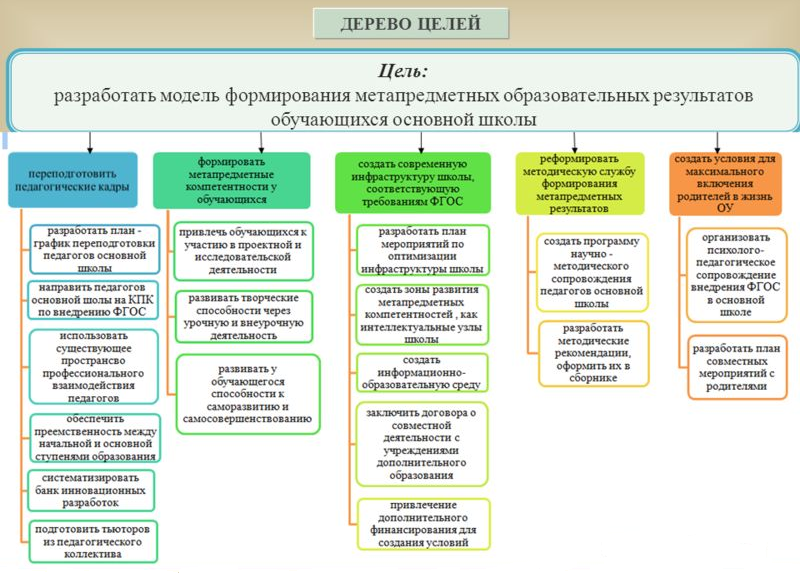 ДЕРЕВО ЦЕЛЕЙ
Цель:
разработать модель формирования метапредметных образовательных результатов
обучающихся основной школы
переподготовить
педагогические кадры
разработать план -
график переподготовки
педагогов основной
школы
направить педагогов
основной шолы на КПК
по внедрению ФГОС
использовать
существующее
пространсво
профессионального
взаимодействия
педагогов
обеспечить
преемственность между
начальной и основной
ступенями образования
систематизировать
банк инновационных
разработок
подготовить тьюторов
из педагогического
коллектива
формировать
метапредметные
компетентности у
обучающихся
привлечь обучающихся к
участию в проектной и
исследовательской
деятельности
развивать творческие
способности через
урочную и внеурочную
деятельность
развивать у
обучающегося
способности к
саморазвитию и
самосовершенствованию
создать современную
инфраструктуру школы,
соответствующую
требованиям ФГОС
разработать план
мероприятий по
оптимизации
инфраструктуры школы
создать зоны развития
метапредметных
компетентностей , как
интеллектуальные узлы
школы
создать
информационно-
образовательную среду
заключить договора о
совместной
деятельности с
учреждениями
дополнительного
образования
привлечение
дополнительного
финансирования для
создания условий
реформировать
методическую службу
формирования
метапредметных
результатов
создать программу
научно -
методического
сопровождения
педагогов основной
школы
разработать
методические
рекомендации,
оформить их в
сборнике
создать условия для
максимального
включения
родителей в жизнь
ОУ
организовать
психолого-
педагогическое
сопровождение
внедрения ФГОС
в основной
школе
разработать план
совместных
мероприятий с
родителями